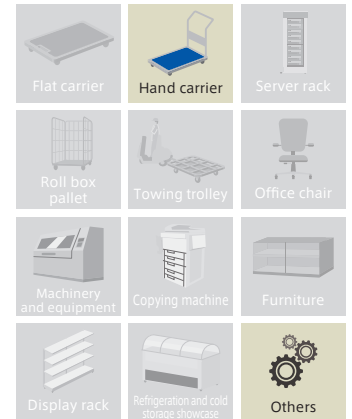 Flat carrier
Hand carrier
Server rack
Roll box
pallet
Towing trolley
Office chair
Machinery
and equipment
Copying machine
Furniture
Display rack
Refrigeration and cold
storage showcase
Others